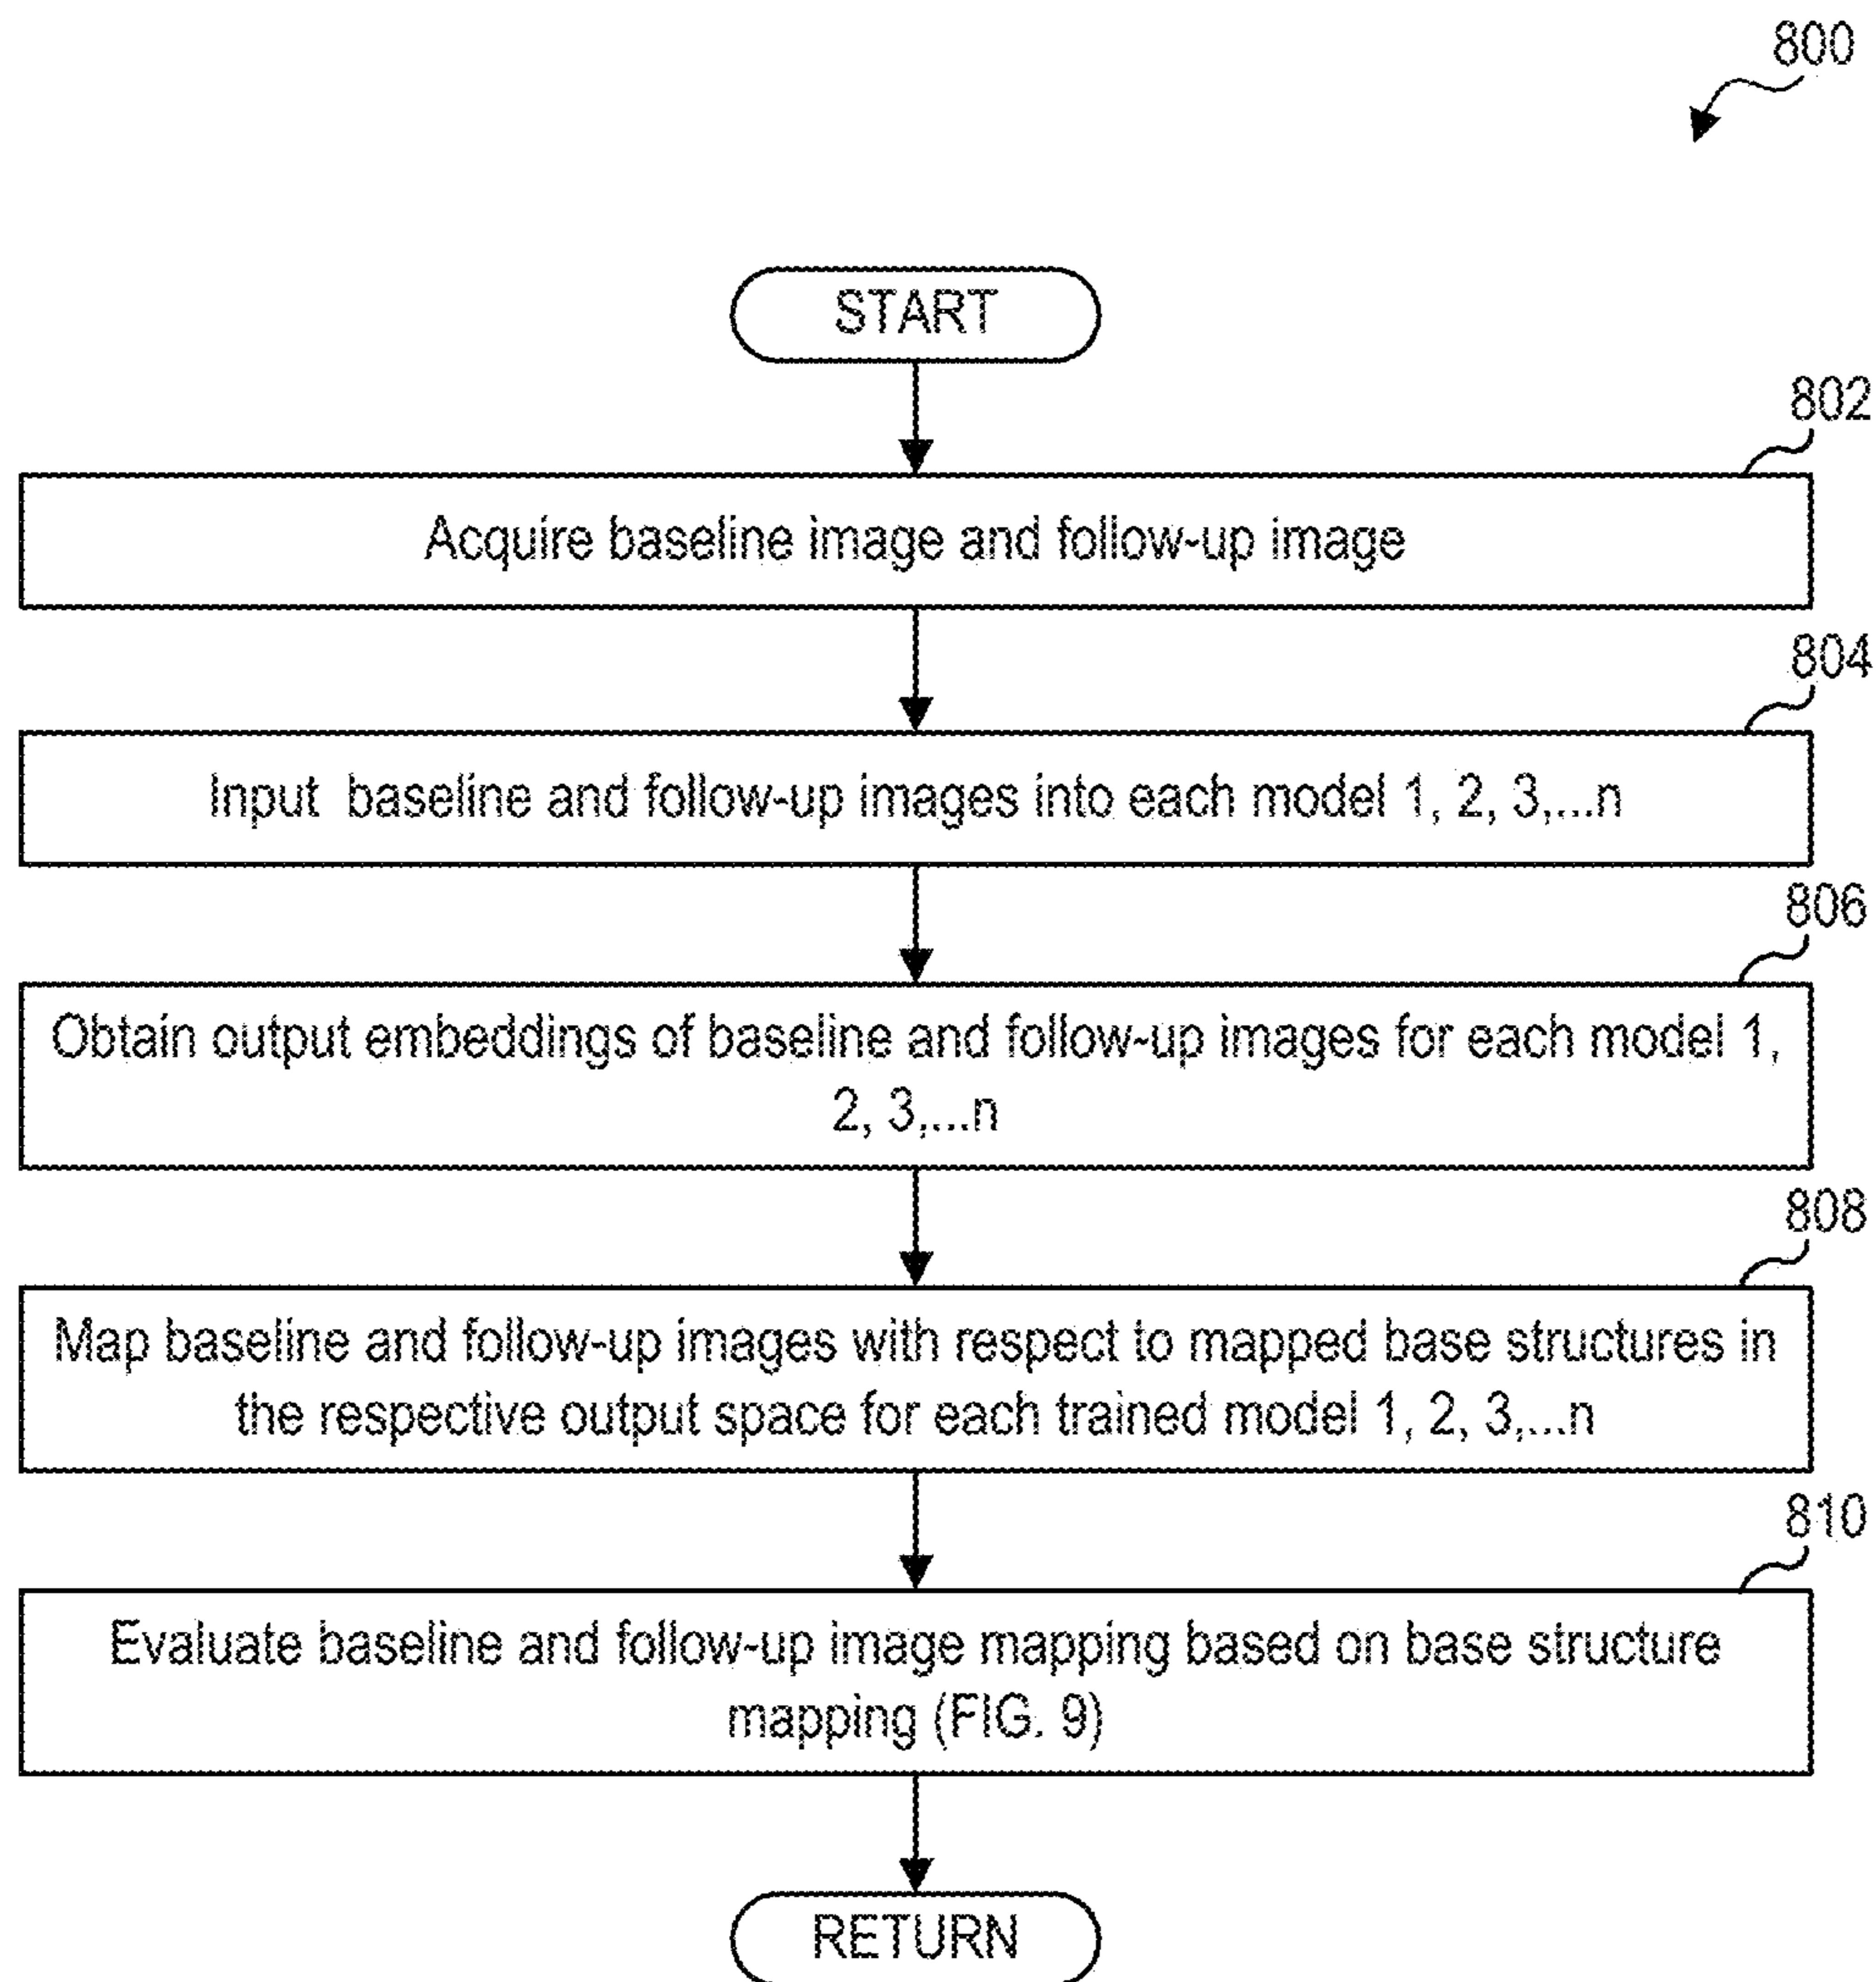 800
START
802
Acquire baseline image and follow-up image
804
Input baseline and follow-up images into each model 1, 2, 3,...n
806
Obtain output embeddings of baseline and follow-up images for each model 1,
2, 3,...n
808
Map baseline and follow-up images with respect to mapped base structures in
the respective output space for each trained model 1, 2, 3,...n
810
Evaluate baseline and follow-up image mapping based on base structure
mapping (FIG. 9)
RETURN